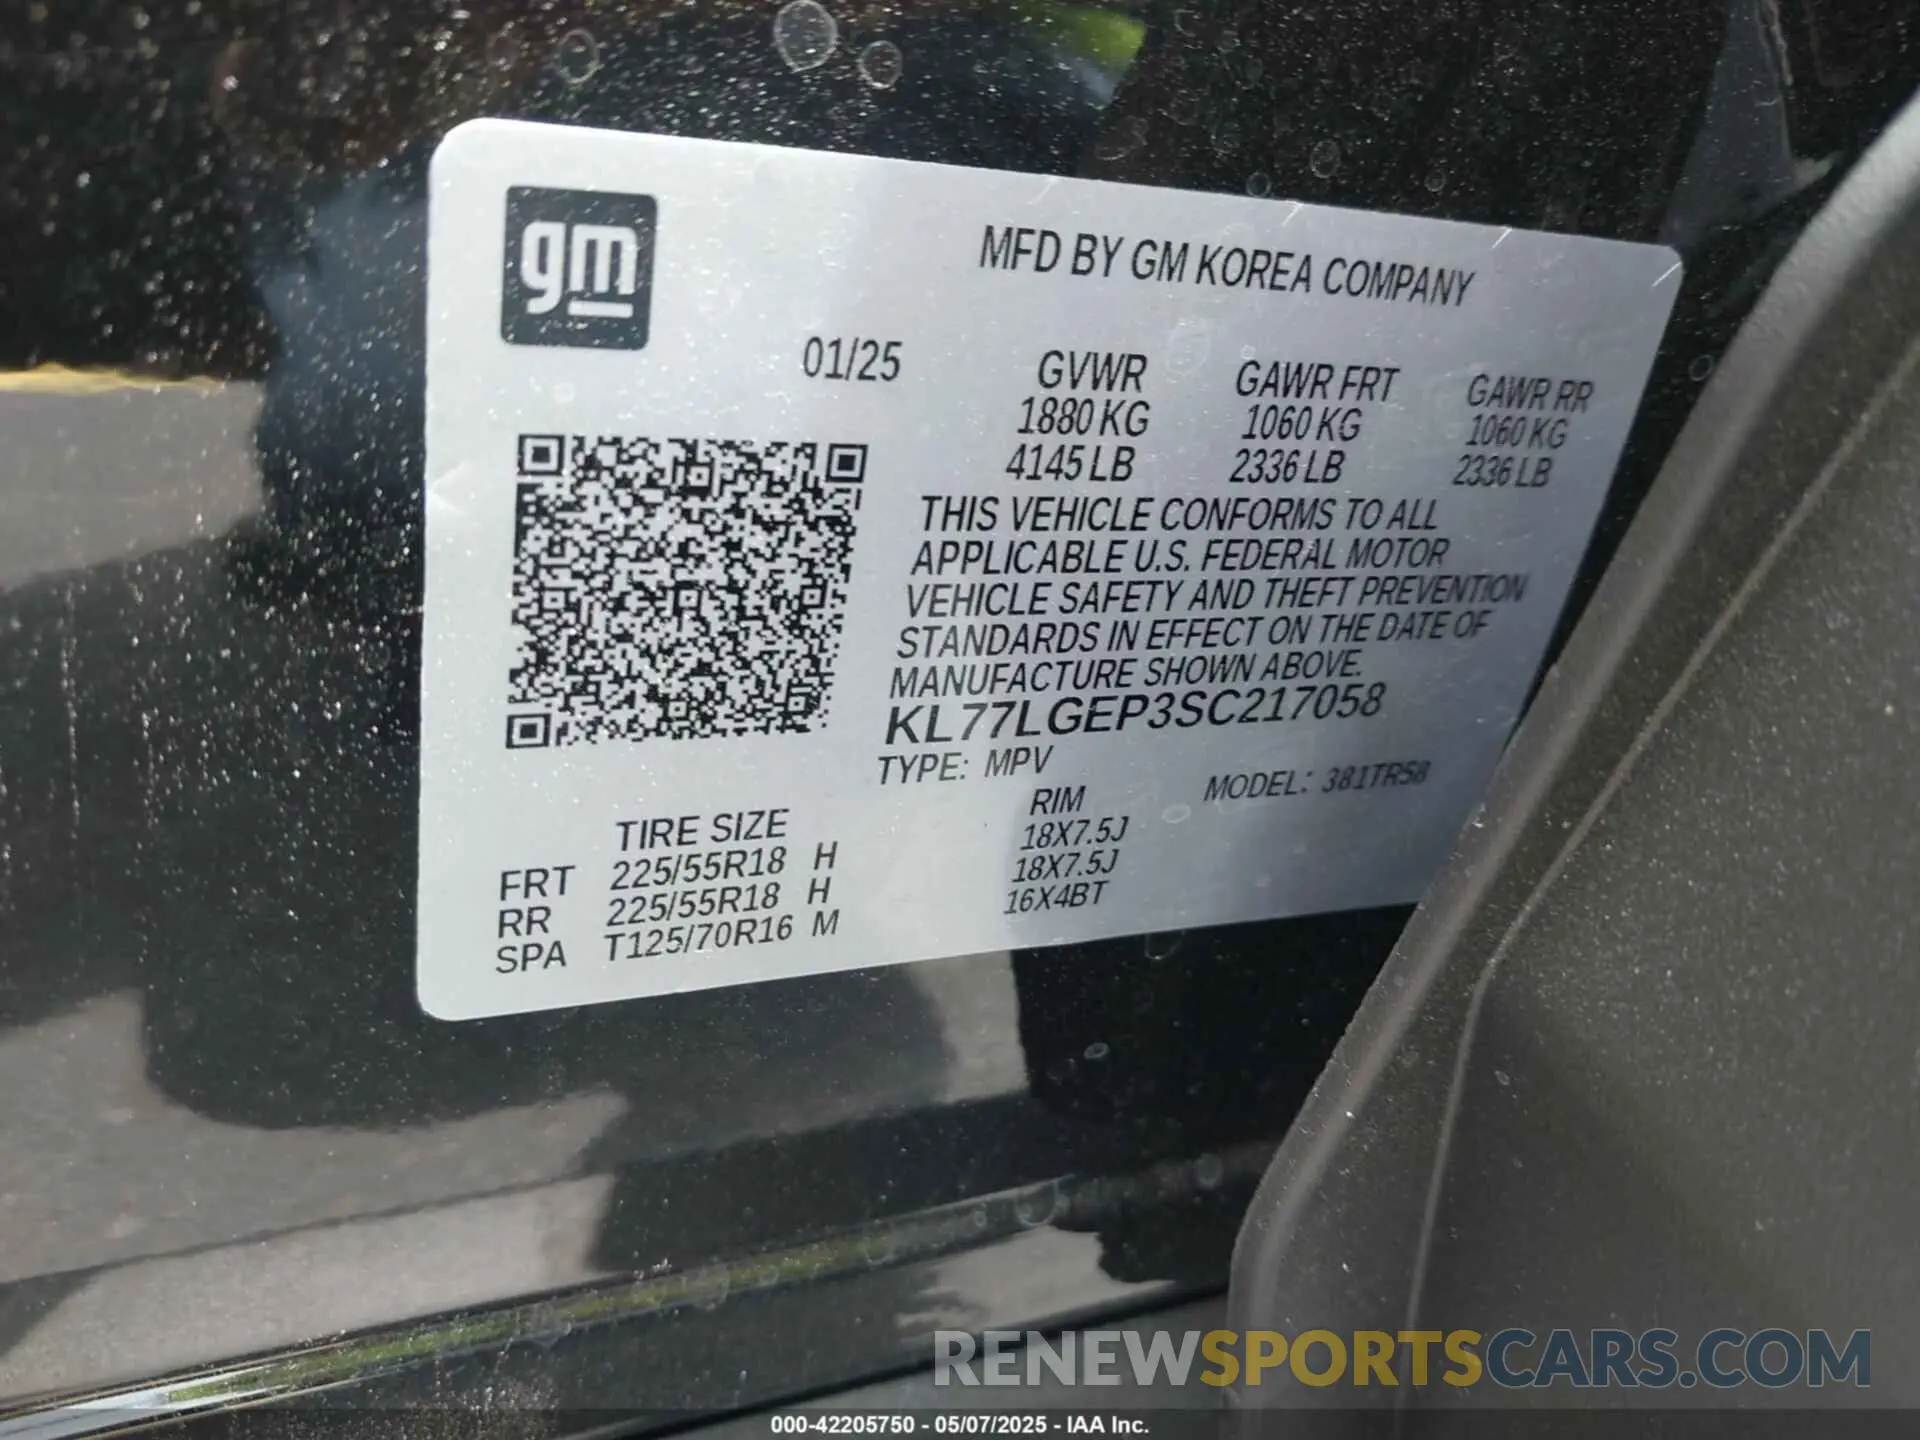 gm
MFD BY GM KOREA COMPANY
01/25
GVWR GAWR FRT GAWR RR
1880 KG 1060 KG 1060 KG
4145 LB 2336 LB 2336 LB
THIS VEHICLE CONFORMS TO ALL
APPLICABLE U.S. FEDERAL MOTOR
VEHICLE SAFETY AND THEFT PREVENTION
STANDARDS IN EFFECT ON THE DATE OF
MANUFACTURE SHOWN ABOVE.
KL77LGEP3SC217058
TYPE: MPV MODEL: 381TR58
TIRE SIZE RIM
FRT 225/55R18 H 18X7.5J
RR 225/55R18 H 18X7.5J
SPA T125/70R16 M 16X4BT
RENEWSPORTSCARS.COM
000-42205750 - 05/07/2025 - IAA Inc.